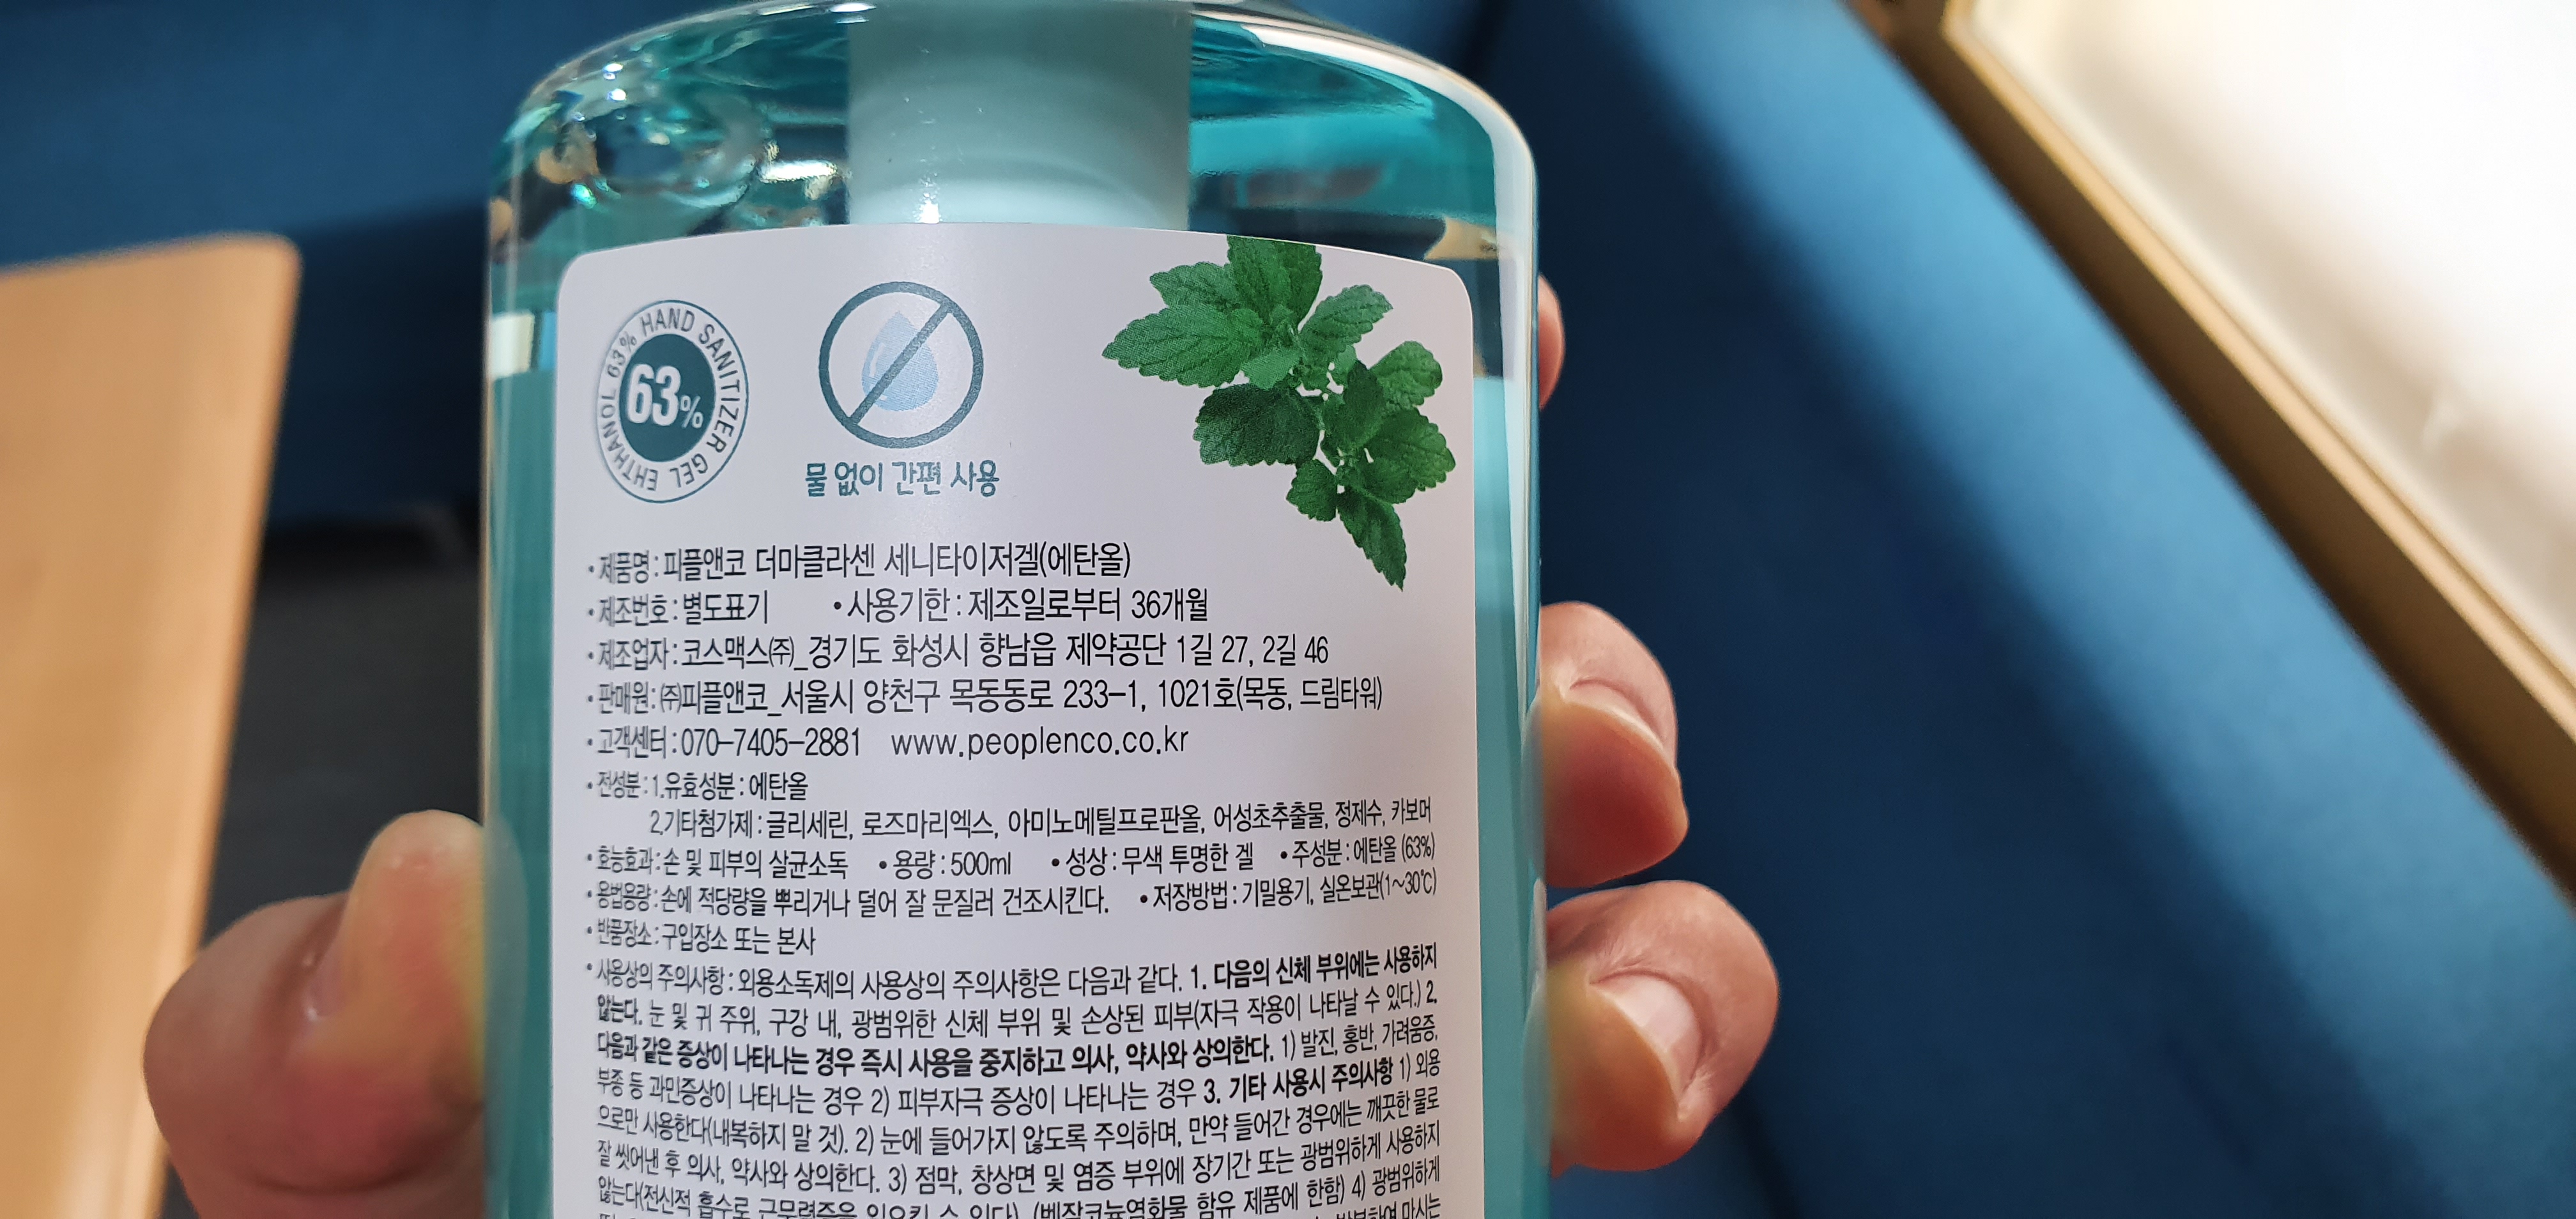 EHTHANOL 63% HAND SANITIZER GEL
63%
물 없이 간편 사용
• 제품명 : 피플앤코 더마클라센 세니타이저겔(에탄올)
• 제조번호 : 별도표기 • 사용기한 : 제조일로부터 36개월
• 제조업자 : 코스맥스㈜_경기도 화성시 향남읍 제약공단 1길 27, 2길 46
• 판매원 : ㈜피플앤코_서울시 양천구 목동동로 233-1, 1021호(목동, 드림타워)
• 고객센터 : 070-7405-2881 www.peoplenco.co.kr
• 전성분 : 1.유효성분 : 에탄올
2.기타첨가제 : 글리세린, 로즈마리엑스, 아미노메틸프로판올, 어성초추출물, 정제수, 카보머
• 효능효과 : 손 및 피부의 살균소독 • 용량 : 500ml • 성상 : 무색 투명한 겔 • 주성분 : 에탄올 (63%)
• 용법용량 : 손에 적당량을 뿌리거나 덜어 잘 문질러 건조시킨다. • 저장방법 : 기밀용기, 실온보관(1~30℃)
• 반품장소 : 구입장소 또는 본사
• 사용상의 주의사항 : 외용소독제의 사용상의 주의사항은 다음과 같다. 1. 다음의 신체 부위에는 사용하지
않는다. 눈 및 귀 주위, 구강 내, 광범위한 신체 부위 및 손상된 피부(자극 작용이 나타날 수 있다.) 2.
다음과 같은 증상이 나타나는 경우 즉시 사용을 중지하고 의사, 약사와 상의한다. 1) 발진, 홍반, 가려움증,
부종 등 과민증상이 나타나는 경우 2) 피부자극 증상이 나타나는 경우 3. 기타 사용시 주의사항 1) 외용
으로만 사용한다(내복하지 말 것). 2) 눈에 들어가지 않도록 주의하며, 만약 들어간 경우에는 깨끗한 물로
잘 씻어낸 후 의사, 약사와 상의한다. 3) 점막, 창상면 및 염증 부위에 장기간 또는 광범위하게 사용하지
않는다(전신적 흡수로 근무력증을 일으킬 수 있다). (벤잘코늄염화물 함유 제품에 한함) 4) 광범위하게
반복하여 마시는